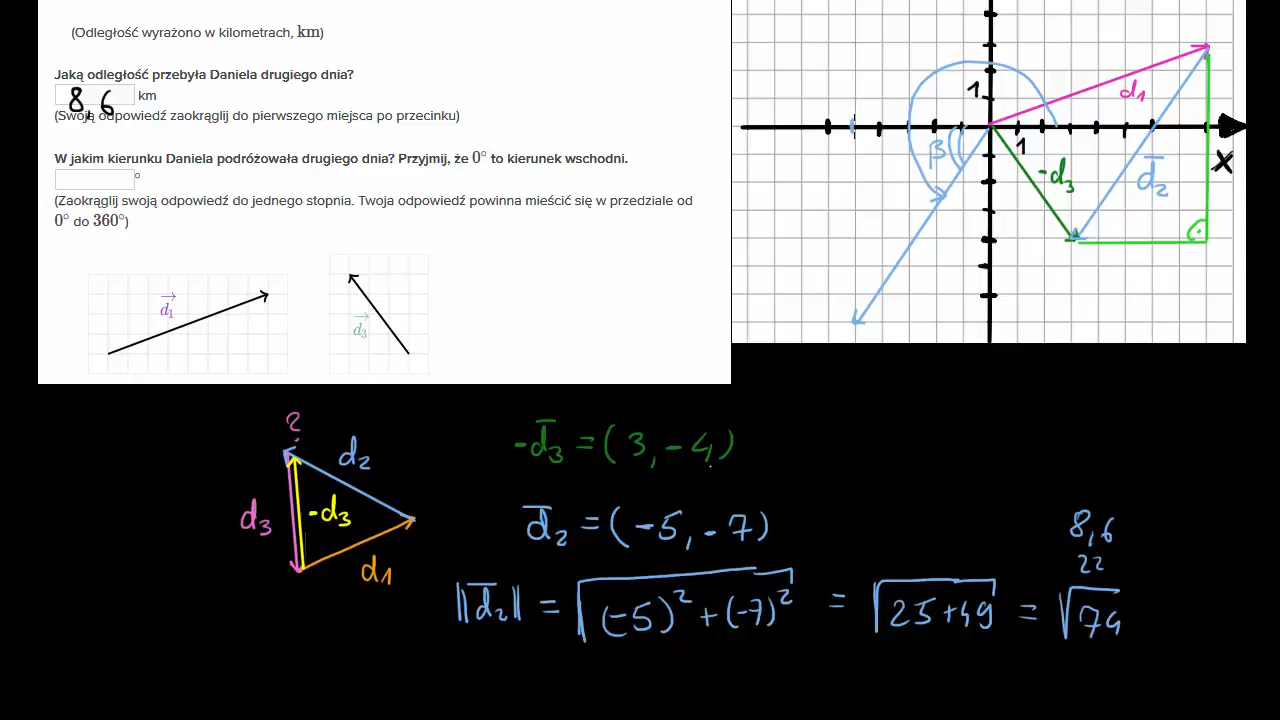 (Odległość wyrażono w kilometrach, km)
Jaką odległość przebyła Daniela drugiego dnia?
8,6 km
(Swoją odpowiedź zaokrąglij do pierwszego miejsca po przecinku)
W jakim kierunku Daniela podróżowała drugiego dnia? Przyjmij, że 0° to kierunek wschodni.
°
(Zaokrąglij swoją odpowiedź do jednego stopnia. Twoja odpowiedź powinna mieścić się w przedziale od
0° do 360°)
d₁
d₃
1
d1
β
1
-d₃
d₂
X
?
d₂
d₃
-d₃
d1
-d₃ = (3, -4)
d₂ = (-5, -7)
8,6
22
||d₂|| = √(-5)² + (-7)² = √25+49 = √74